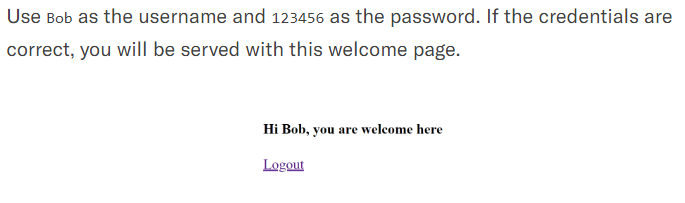 Use Bob as the username and 123456 as the password. If the credentials are
correct, you will be served with this welcome page.
Hi Bob, you are welcome here
Logout